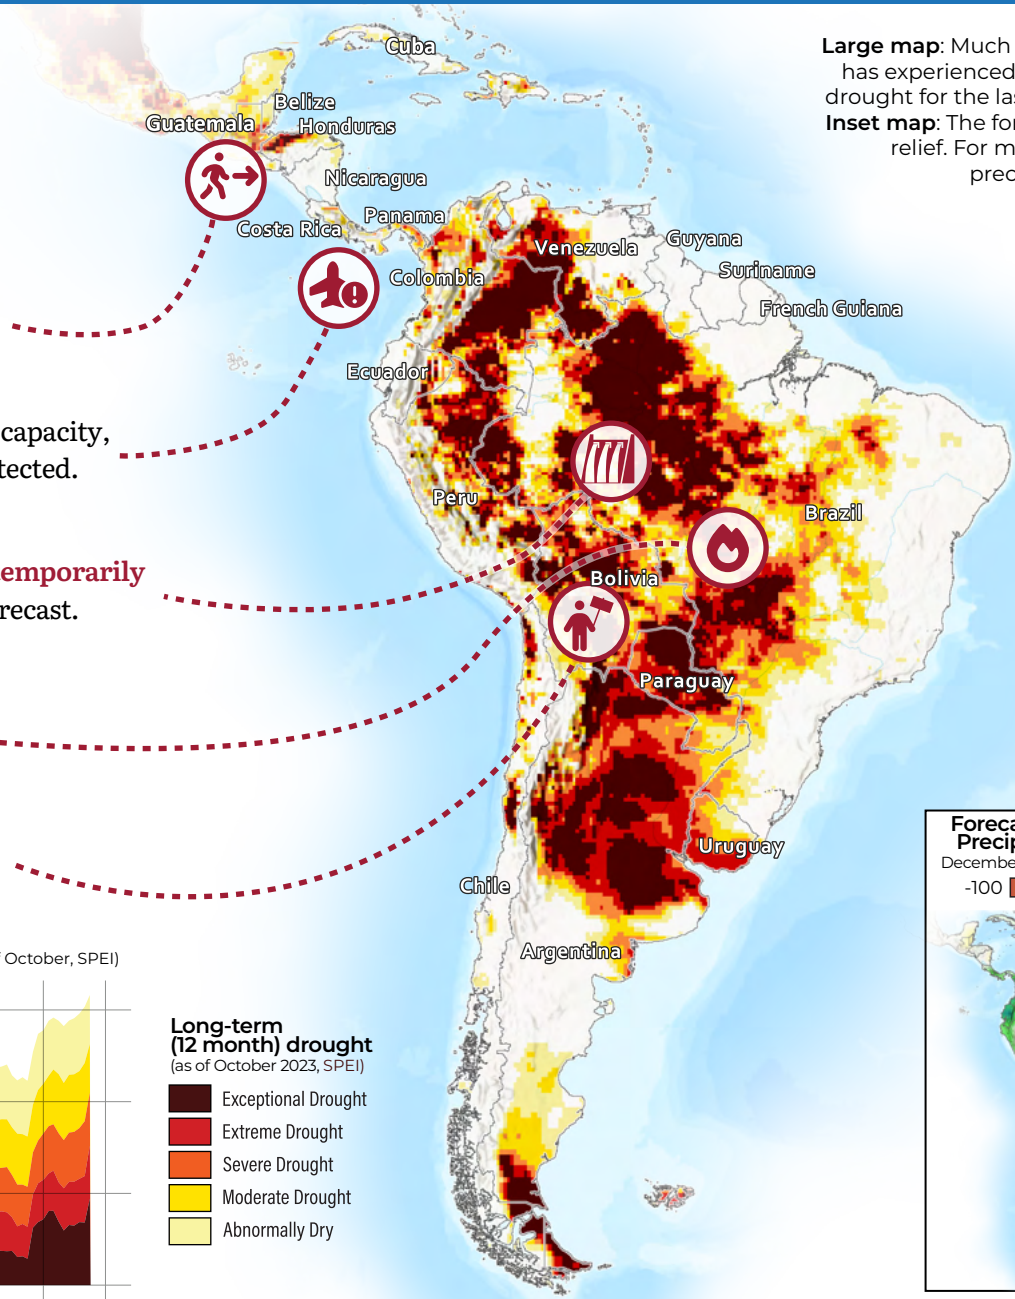 Large map: Much
has experienced
drought for the las
Inset map: The for
relief. For m
prec
Cuba
Belize
Guatemala
Honduras
Nicaragua
Panama
Costa Rica
Venezuela
Guyana
Colombia
Suriname
French Guiana
Ecuador
capacity,
tected.
Peru
Brazil
emporarily
recast.
Bolivia
Paraguay
Uruguay
Chile
Argentina
Foreca
Precip
Decembe
-100
f October, SPEI)
Long-term
(12 month) drought
(as of October 2023, SPEI)
Exceptional Drought
Extreme Drought
Severe Drought
Moderate Drought
Abnormally Dry